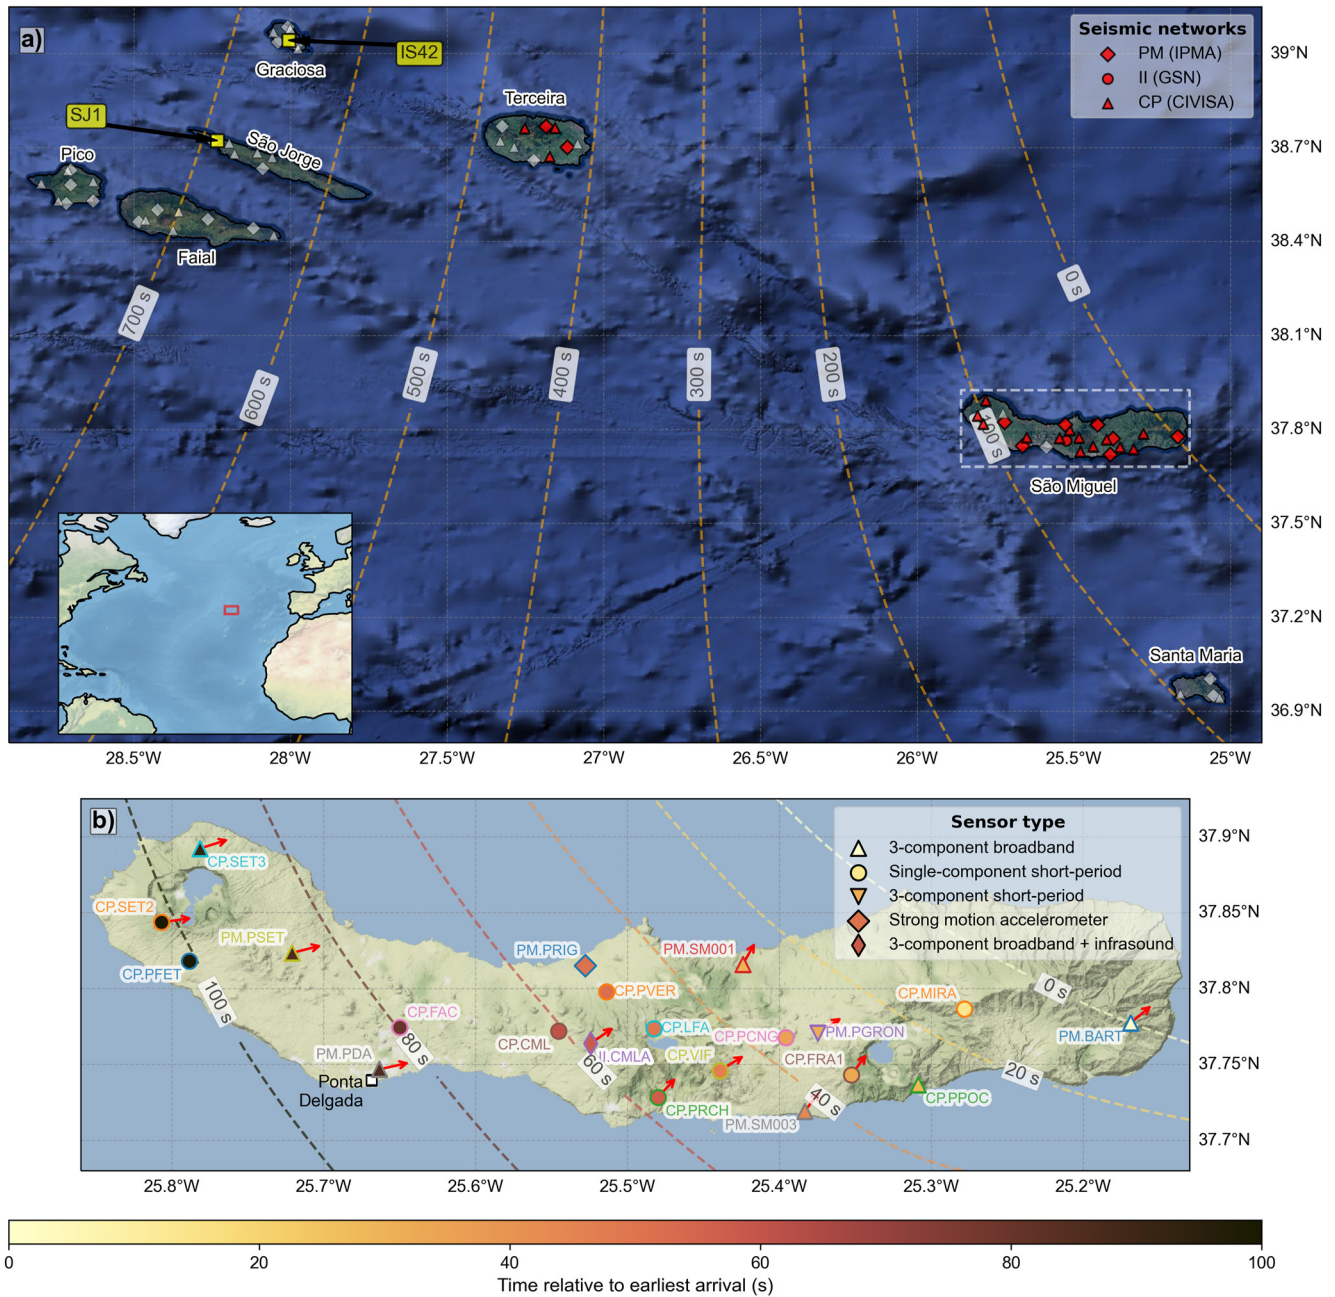 a)
IS42
Graciosa
SJ1
Pico
São Jorge
Faial
Terceira
Seismic networks
PM (IPMA)
II (GSN)
CP (CIVISA)
39°N
38.7°N
38.4°N
38.1°N
37.8°N
37.5°N
37.2°N
36.9°N
700 s
600 s
500 s
400 s
300 s
200 s
100 s
0 s
São Miguel
Santa Maria
28.5°W
28°W
27.5°W
27°W
26.5°W
26°W
25.5°W
25°W
b)
Sensor type
3-component broadband
Single-component short-period
3-component short-period
Strong motion accelerometer
3-component broadband + infrasound
37.9°N
37.85°N
37.8°N
37.75°N
37.7°N
CP.SET3
CP.SET2
PM.PSET
CP.PFET
100 s
CP.FAC
80 s
PM.PDA
Ponta
Delgada
PM.PRIG
CP.PVER
CP.CML
II.CMLA
60 s
CP.LFA
CP.VIF
CP.PRCH
PM.SM001
CP.PCNG
PM.PGRON
CP.FRA1
PM.SM003
40 s
CP.MIRA
CP.PPOC
20 s
0 s
PM.BART
25.8°W
25.7°W
25.6°W
25.5°W
25.4°W
25.3°W
25.2°W
0
20
40
60
80
100
Time relative to earliest arrival (s)